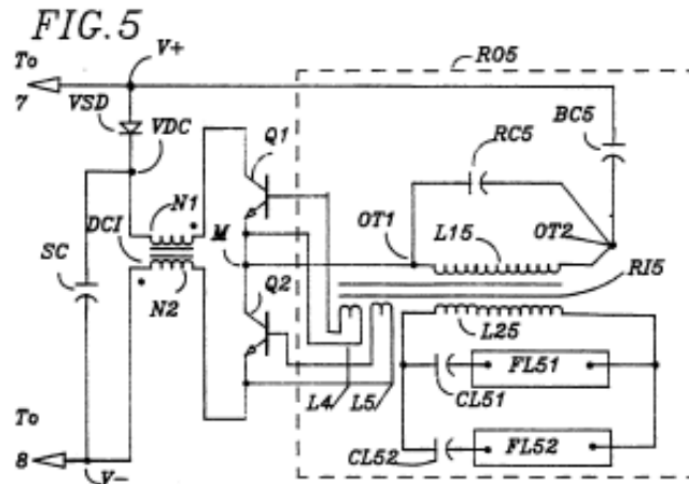 FIG.5
V+
RO5
To
7
VSD
BC5
VDC
Q1
RC5
N1
OT1
OT2
M
L15
DCI
SC
RI5
Q2
N2
L25
FL51
L4
L5
CL51
To
8
CL52
FL52
V-